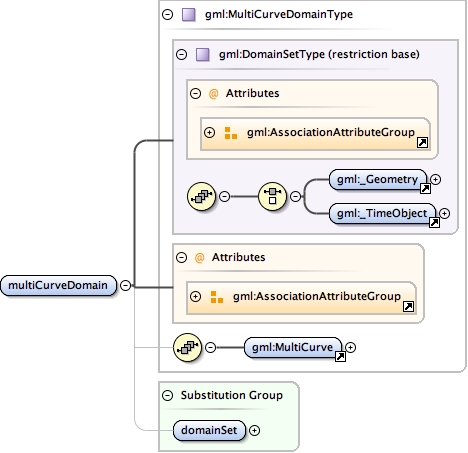 gml:MultiCurveDomainType
gml:DomainSetType (restriction base)
@ Attributes
gml:AssociationAttributeGroup
gml:_Geometry
gml:_TimeObject
@ Attributes
multiCurveDomain
gml:AssociationAttributeGroup
gml:MultiCurve
Substitution Group
domainSet